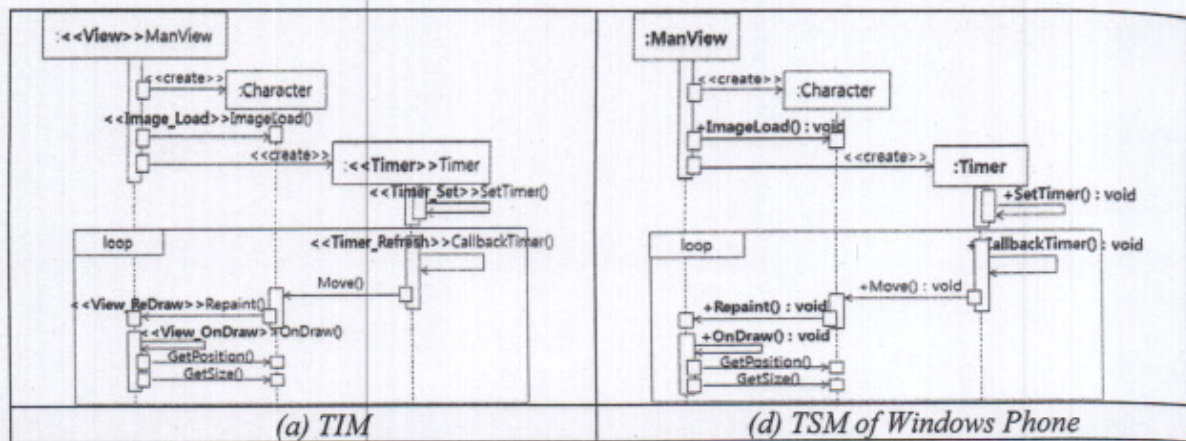 :<<View>>ManView
<<create>>
:Character
<<Image_Load>>ImageLoad()
<<create>>
:<<Timer>>Timer
<<Timer_Set>>SetTimer()
loop
<<Timer_Refresh>>CallbackTimer()
Move()
<<View_ReDraw>>Repaint()
<<View_OnDraw>>OnDraw()
GetPosition()
GetSize()
(a) TIM
:ManView
<<create>>
:Character
+ImageLoad() : void
<<create>>
:Timer
+SetTimer() : void
loop
+CallbackTimer() : void
+Move() : void
+Repaint() : void
+OnDraw() : void
GetPosition()
GetSize()
(d) TSM of Windows Phone